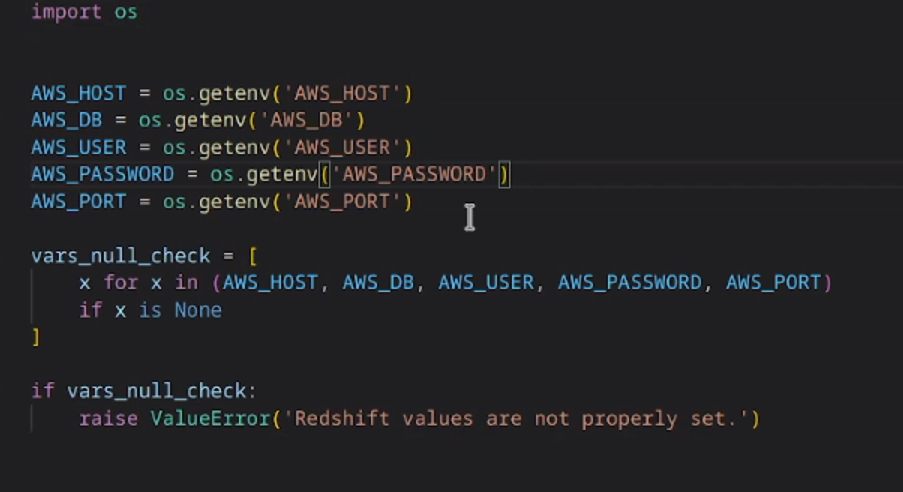 import os
AWS_HOST = os.getenv('AWS_HOST')
AWS_DB = os.getenv('AWS_DB')
AWS_USER = os.getenv('AWS_USER')
AWS_PASSWORD = os.getenv('AWS_PASSWORD')
AWS_PORT = os.getenv('AWS_PORT')
vars_null_check = [
x for x in (AWS_HOST, AWS_DB, AWS_USER, AWS_PASSWORD, AWS_PORT)
if x is None
]
if vars_null_check:
raise ValueError('Redshift values are not properly set.')